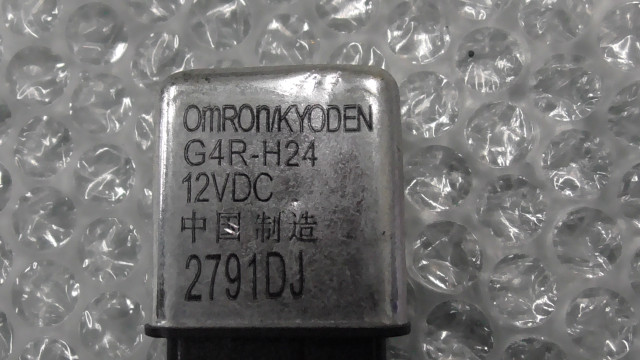 OmRON/KYODEN
G4R-H24
12VDC
中国制造
2791DJ